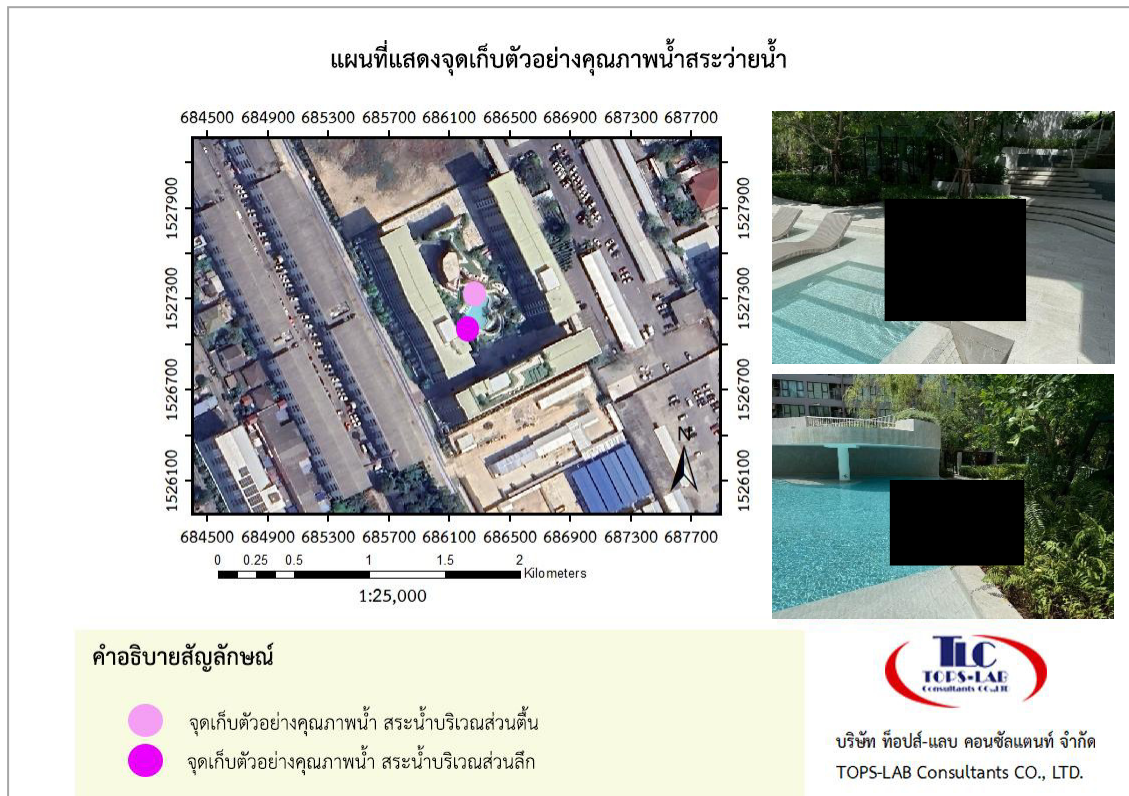 แผนที่แสดงจุดเก็บตัวอย่างคุณภาพน้ำสระว่ายน้ำ
684500 684900 685300 685700 686100 686500 686900 687300 687700
1527900
1527300
1526700
1526100
1527900
1527300
1526700
1526100
N
684500 684900 685300 685700 686100 686500 686900 687300 687700
0 0.25 0.5 1 1.5 2
Kilometers
1:25,000
คำอธิบายสัญลักษณ์
จุดเก็บตัวอย่างคุณภาพน้ำ สระน้ำบริเวณส่วนตื้น
จุดเก็บตัวอย่างคุณภาพน้ำ สระน้ำบริเวณส่วนลึก
TLC
TOPS-LAB
Consultants CO.,LTD
บริษัท ท็อปส์-แลบ คอนซัลแตนท์ จำกัด
TOPS-LAB Consultants CO., LTD.